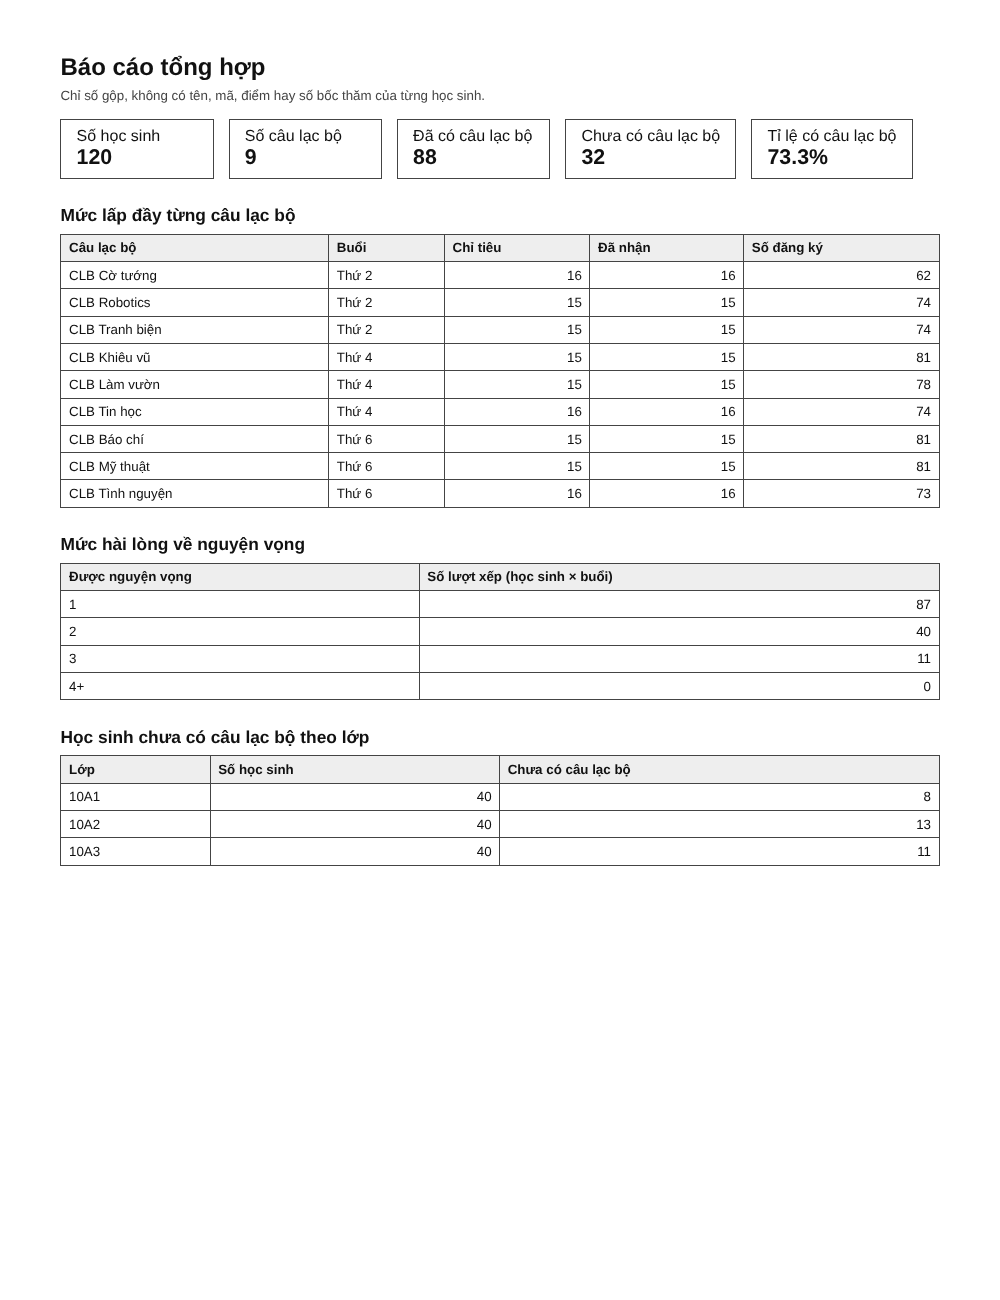 Báo cáo tổng hợp
Chỉ số gộp, không có tên, mã, điểm hay số bốc thăm của từng học sinh.
Số học sinh Số câu lạc bộ Đã có câu lạc bộ Chưa có câu lạc bộ Tỉ lệ có câu lạc bộ
120 9 88 32 73.3%
Mức lấp đầy từng câu lạc bộ
Câu lạc bộ Buổi Chỉ tiêu Đã nhận Số đăng ký
CLB Cờ tướng Thứ 2 16 16 62
CLB Robotics Thứ 2 15 15 74
CLB Tranh biện Thứ 2 15 15 74
CLB Khiêu vũ Thứ 4 15 15 81
CLB Làm vườn Thứ 4 15 15 78
CLB Tin học Thứ 4 16 16 74
CLB Báo chí Thứ 6 15 15 81
CLB Mỹ thuật Thứ 6 15 15 81
CLB Tình nguyện Thứ 6 16 16 73
Mức hài lòng về nguyện vọng
Được nguyện vọng Số lượt xếp (học sinh × buổi)
1 87
2 40
3 11
4+ 0
Học sinh chưa có câu lạc bộ theo lớp
Lớp Số học sinh Chưa có câu lạc bộ
10A1 40 8
10A2 40 13
10A3 40 11